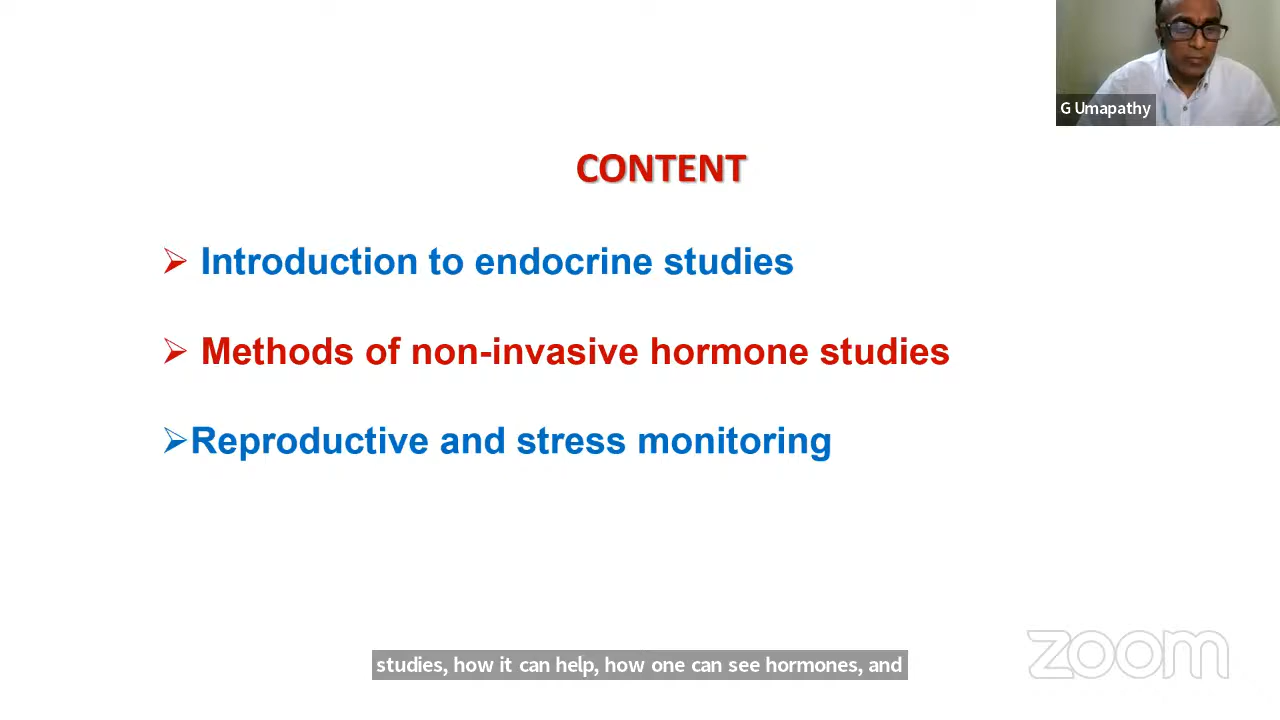 G Umapathy
CONTENT
Introduction to endocrine studies
Methods of non-invasive hormone studies
Reproductive and stress monitoring
studies, how it can help, how one can see hormones, and
zoom